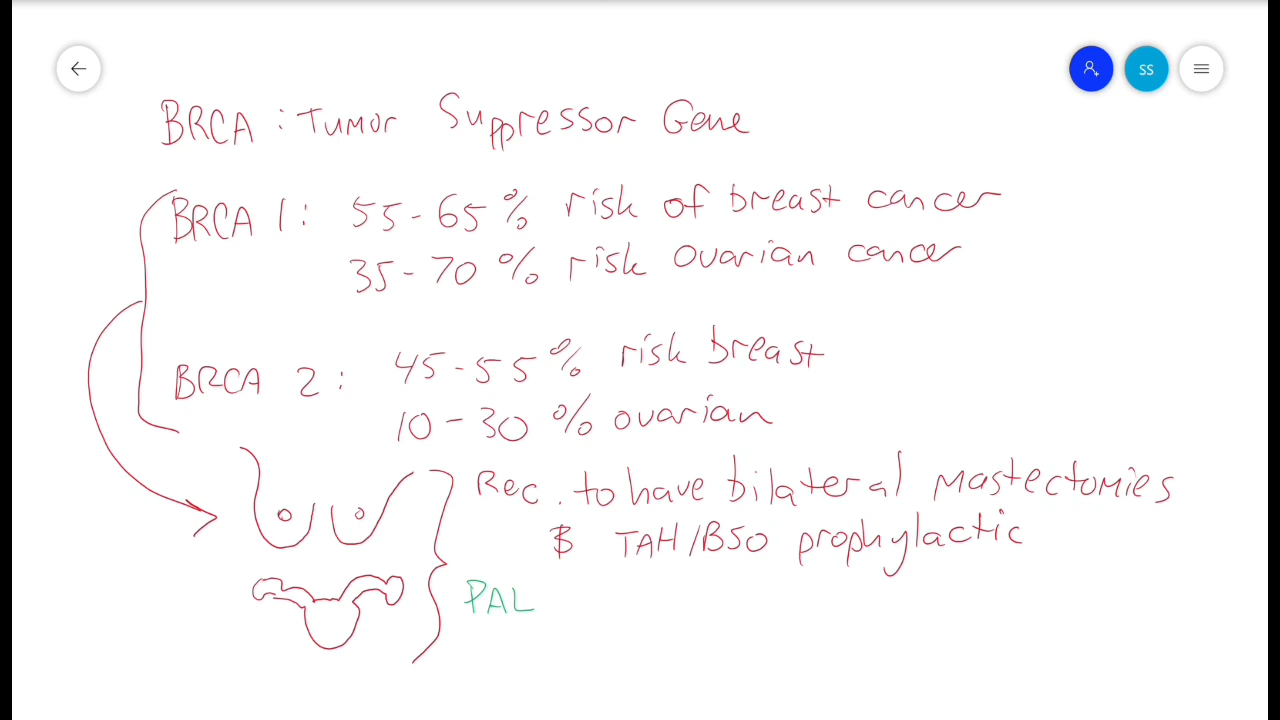 SS
BRCA : Tumor Suppressor Gene
BRCA 1: 55-65% risk of breast cancer
35-70% risk ovarian cancer
BRCA 2: 45-55% risk breast
10-30% ovarian
Rec. to have bilateral mastectomies
& TAH/BSO prophylactic
PAL